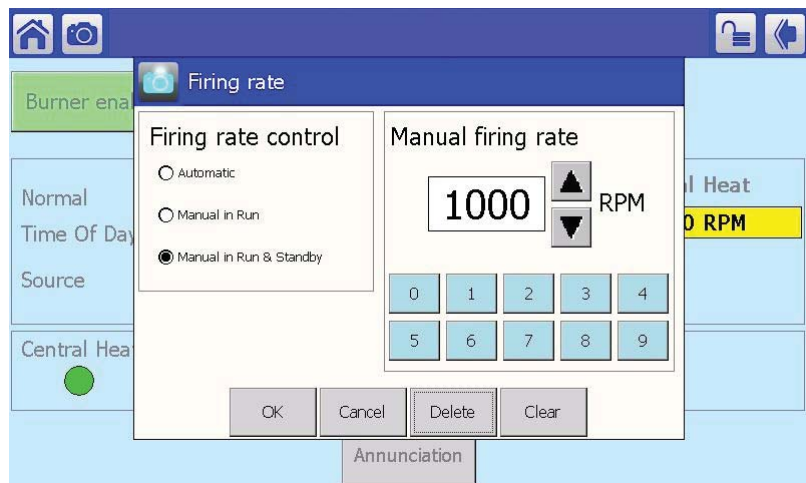 Firing rate
Burner enal
Firing rate control
Automatic
Manual in Run
Manual in Run & Standby
Manual firing rate
1000 RPM
0 1 2 3 4
5 6 7 8 9
OK Cancel Delete Clear
Normal
Time Of Day
Source
Central Hea
l Heat
0 RPM
Annunciation